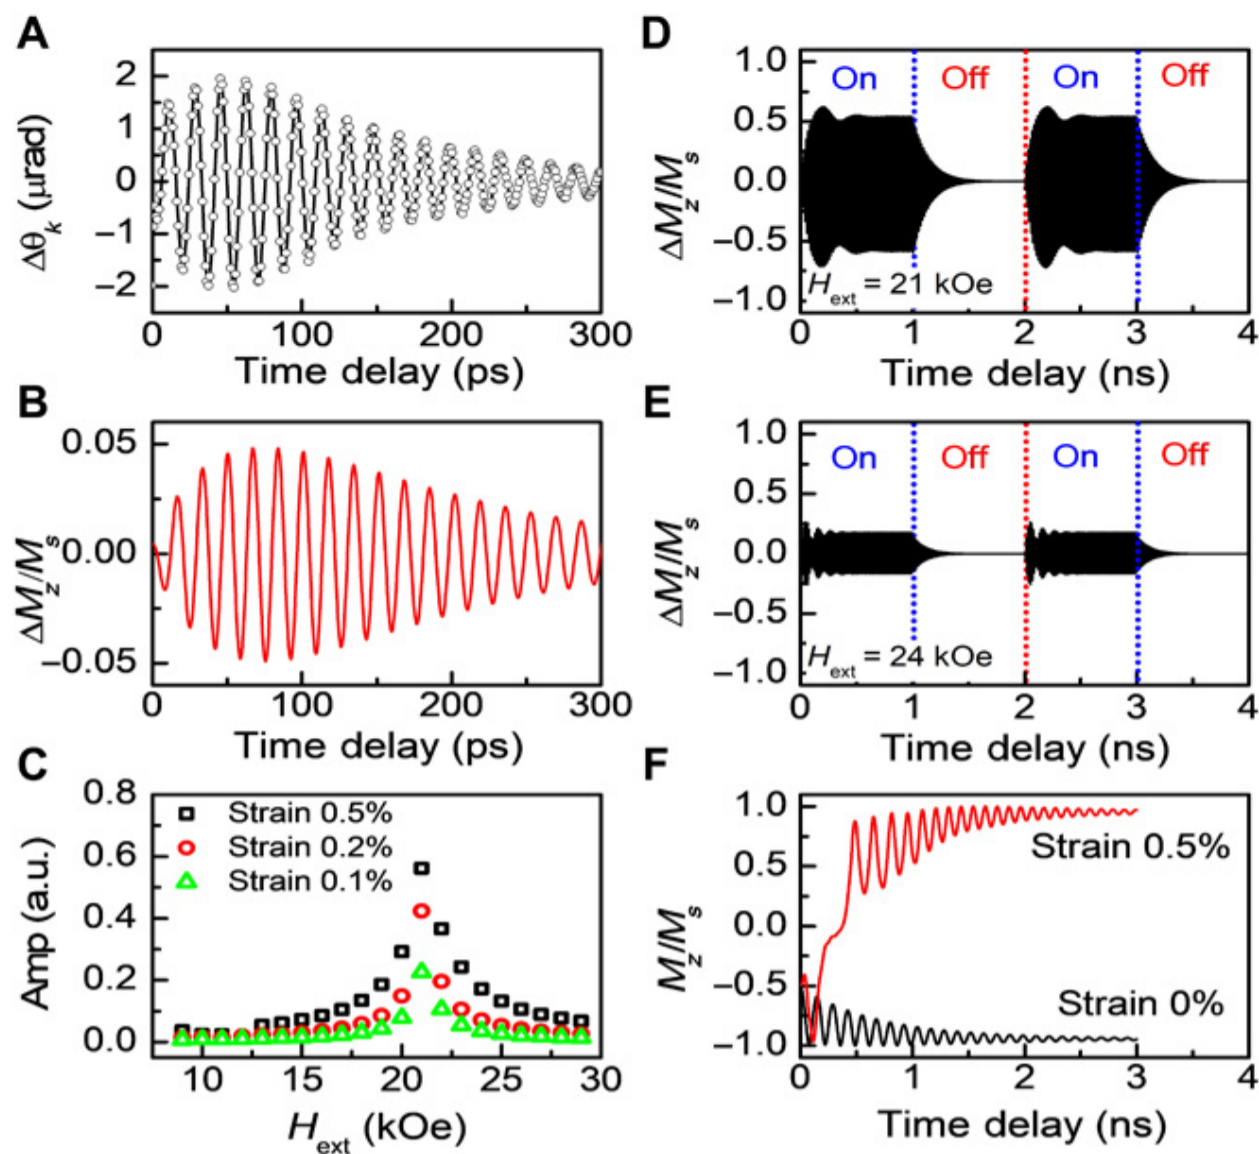 A
Δθk (μrad)
2
1
0
−1
−2
0 100 200 300
Time delay (ps)
B
ΔMz/Ms
0.05
0.00
−0.05
0 100 200 300
Time delay (ps)
C
Amp (a.u.)
0.8
0.6
0.4
0.2
0.0
Strain 0.5%
Strain 0.2%
Strain 0.1%
10 15 20 25 30
Hext (kOe)
D
ΔMz/Ms
1.0
0.5
0.0
−0.5
−1.0
On Off On Off
Hext = 21 kOe
0 1 2 3 4
Time delay (ns)
E
ΔMz/Ms
1.0
0.5
0.0
−0.5
−1.0
On Off On Off
Hext = 24 kOe
0 1 2 3 4
Time delay (ns)
F
Mz/Ms
1.0
0.5
0.0
−0.5
−1.0
Strain 0.5%
Strain 0%
0 1 2 3 4
Time delay (ns)